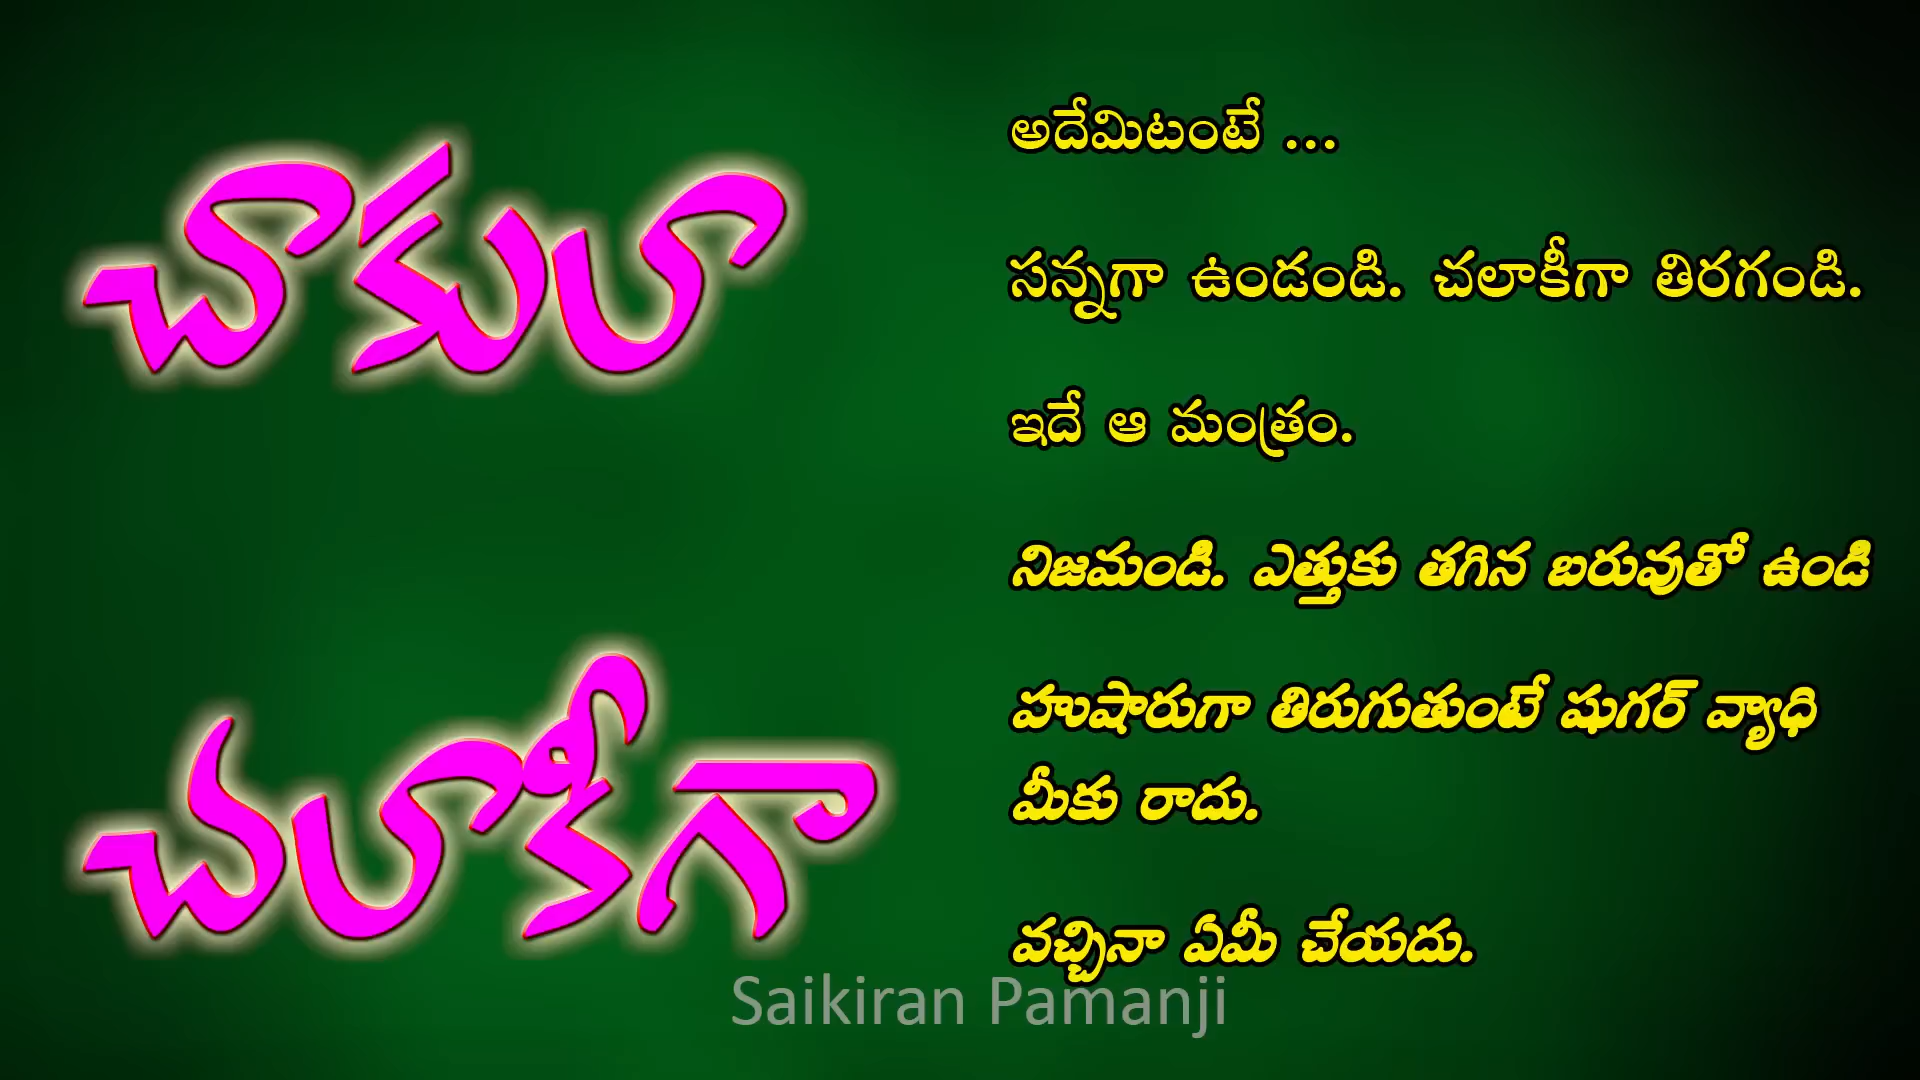 చాకులా
చలాకీగా
అదేమిటంటే ...
సన్నగా ఉండండి. చలాకీగా తిరగండి.
ఇదే ఆ మంత్రం.
నిజమండి. ఎత్తుకు తగిన బరువుతో ఉండి
హుషారుగా తిరుగుతుంటే షుగర్ వ్యాధి
మీకు రాదు.
వచ్చినా ఏమీ చేయదు.
Saikiran Pamanji